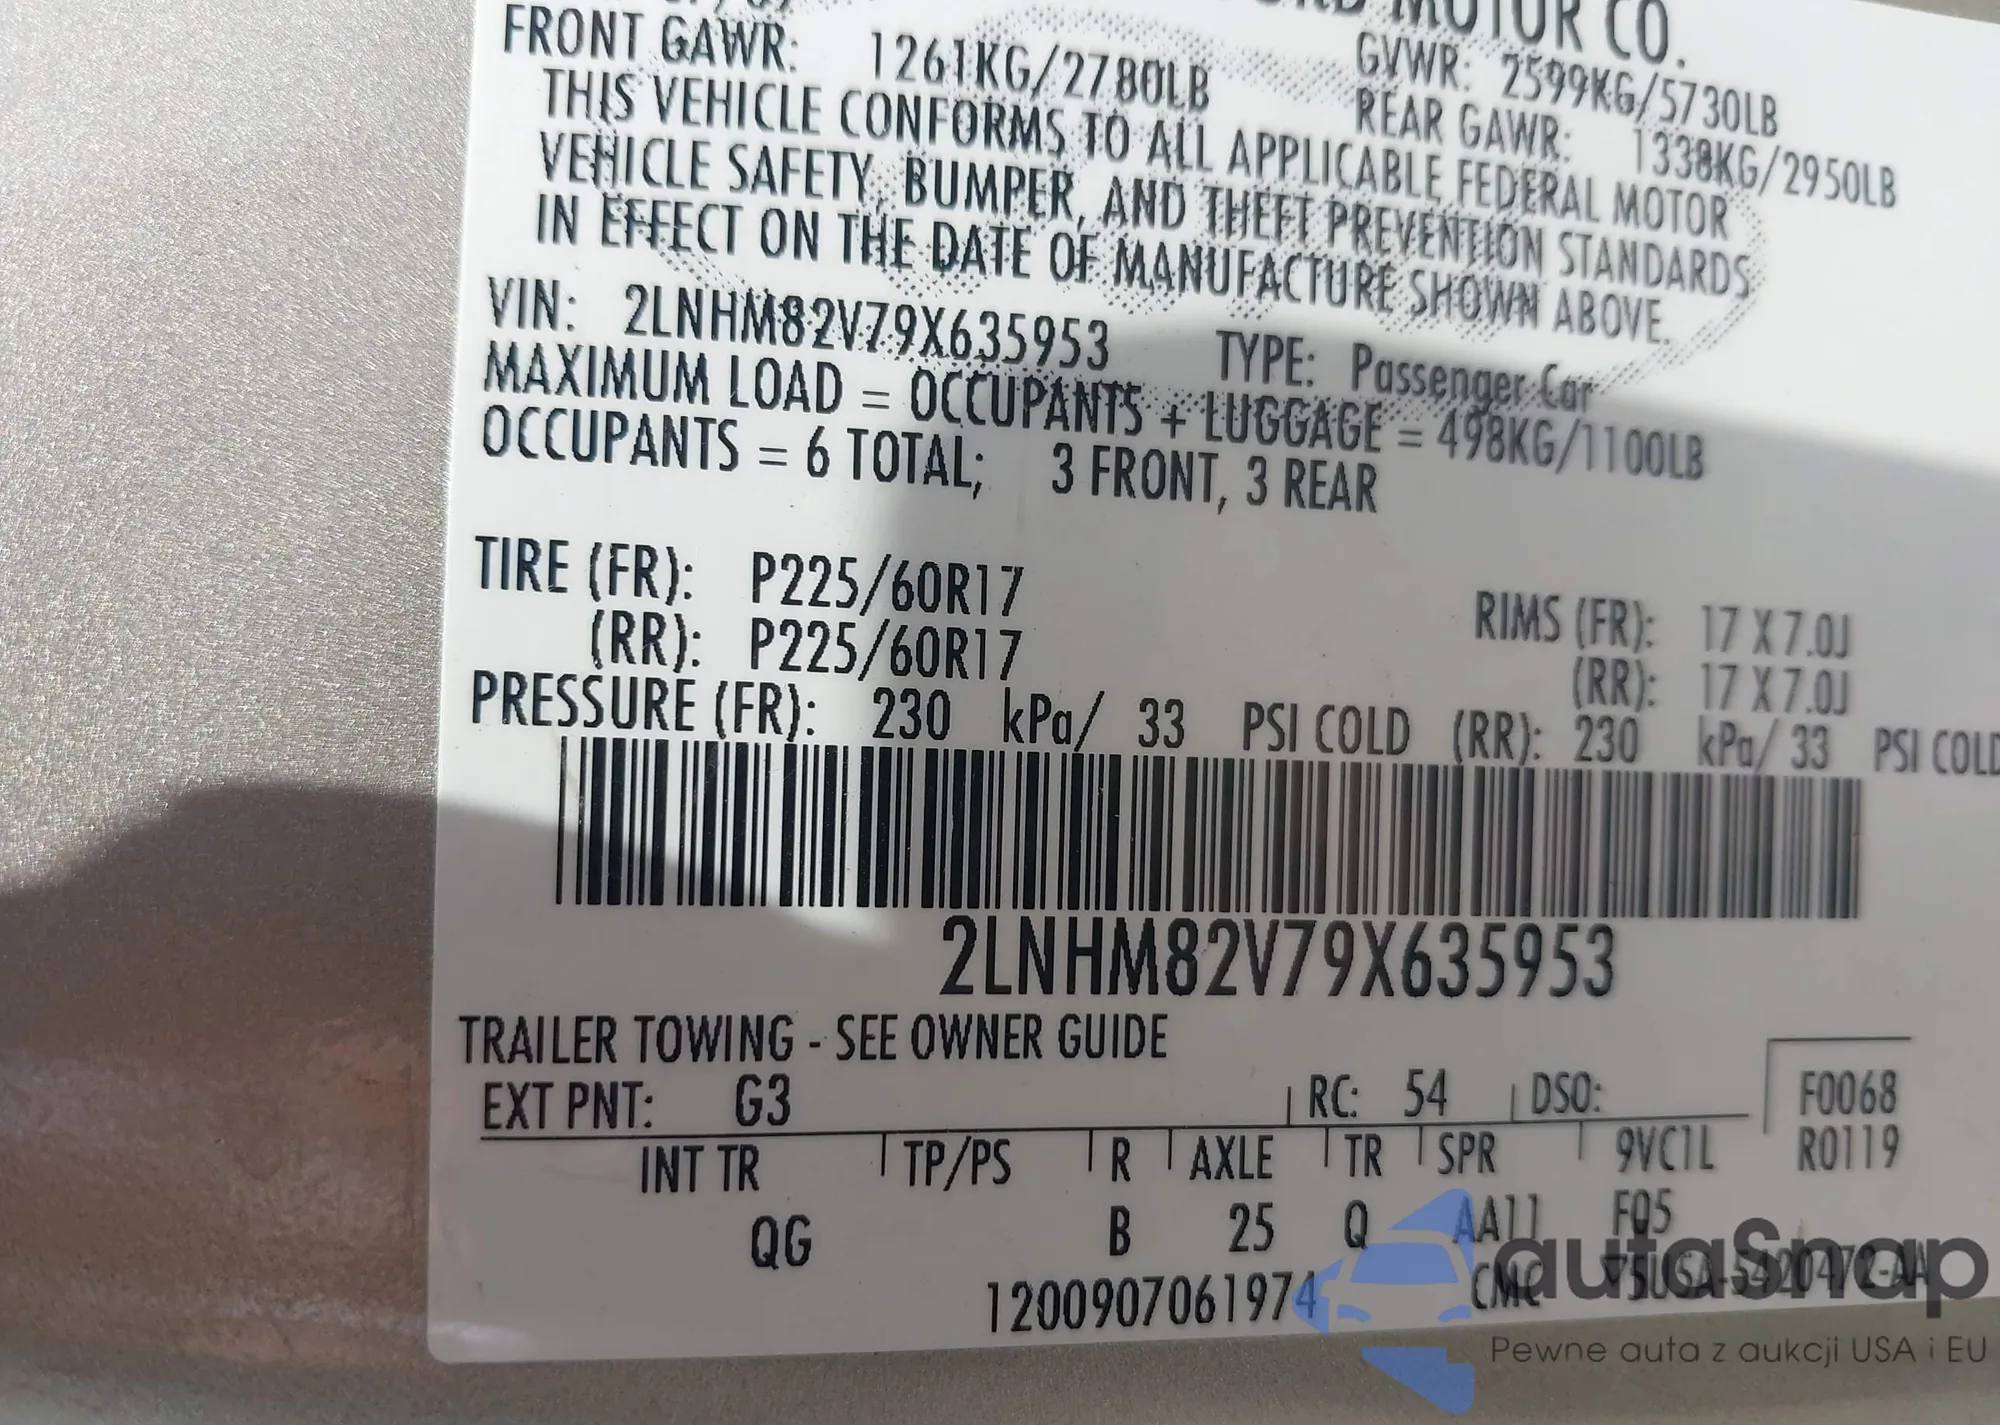 MOTOR CO.
FRONT GAWR: 1261KG/2780LB GVWR: 2599KG/5730LB
REAR GAWR: 1338KG/2950LB
THIS VEHICLE CONFORMS TO ALL APPLICABLE FEDERAL MOTOR
VEHICLE SAFETY, BUMPER, AND THEFT PREVENTION STANDARDS
IN EFFECT ON THE DATE OF MANUFACTURE SHOWN ABOVE.
VIN: 2LNHM82V79X635953 TYPE: Passenger Car
MAXIMUM LOAD = OCCUPANTS + LUGGAGE = 498KG/1100LB
OCCUPANTS = 6 TOTAL; 3 FRONT, 3 REAR
TIRE (FR): P225/60R17 RIMS (FR): 17 X 7.0J
(RR): P225/60R17 (RR): 17 X 7.0J
PRESSURE (FR): 230 kPa/ 33 PSI COLD (RR): 230 kPa/ 33 PSI COLD
2LNHM82V79X635953
TRAILER TOWING - SEE OWNER GUIDE
EXT PNT: G3 RC: 54 DSO: F0068
INT TR TP/PS R AXLE TR SPR 9VC1L R0119
QG B 25 Q AA11 F05
1200907061974 CMC
autaSnap
Pewne auta z aukcji USA i EU